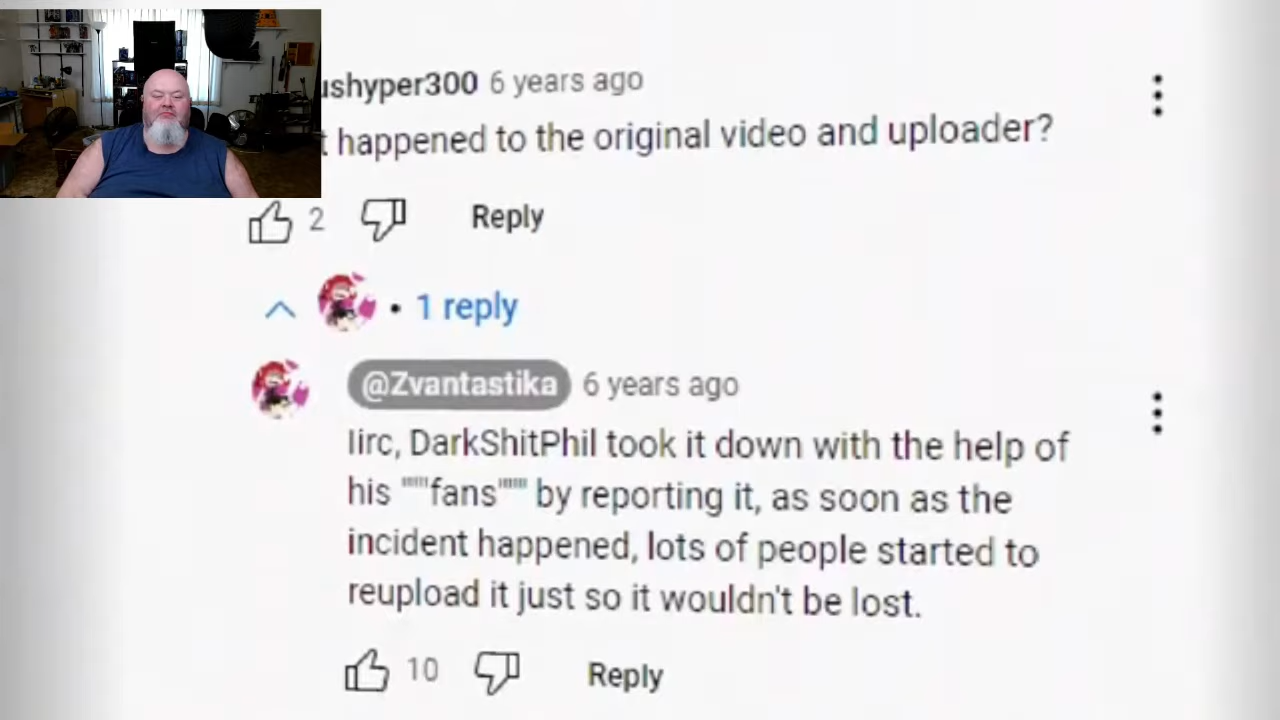 ushyper300 6 years ago
t happened to the original video and uploader?
2 Reply
• 1 reply
@Zvantastika 6 years ago
Iirc, DarkShitPhil took it down with the help of
his """fans""" by reporting it, as soon as the
incident happened, lots of people started to
reupload it just so it wouldn't be lost.
10 Reply